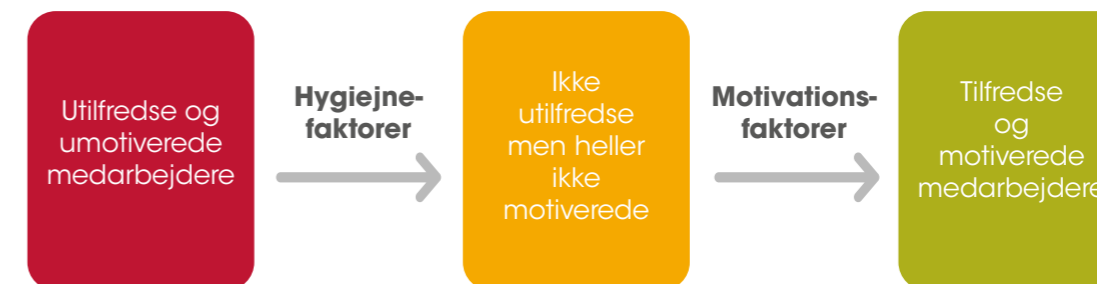 Utilfredse og
umotiverede
medarbejdere
Hygiejne-
faktorer
Ikke
utilfredse
men heller
ikke
motiverede
Motivations-
faktorer
Tilfredse
og
motiverede
medarbejdere